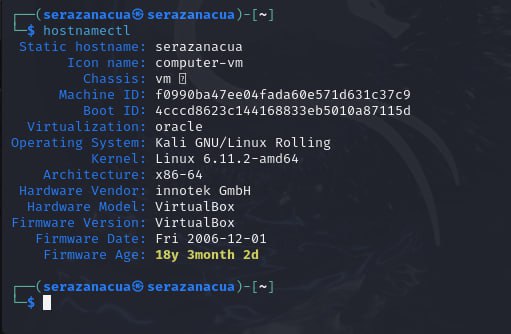 ┌──(serazanacua㉿serazanacua)-[~]
└─$ hostnamectl
Static hostname: serazanacua
Icon name: computer-vm
Chassis: vm
Machine ID: f0990ba47ee04fada60e571d631c37c9
Boot ID: 4cccd8623c144168833eb5010a87115d
Virtualization: oracle
Operating System: Kali GNU/Linux Rolling
Kernel: Linux 6.11.2-amd64
Architecture: x86-64
Hardware Vendor: innotek GmbH
Hardware Model: VirtualBox
Firmware Version: VirtualBox
Firmware Date: Fri 2006-12-01
Firmware Age: 18y 3month 2d
┌──(serazanacua㉿serazanacua)-[~]
└─$